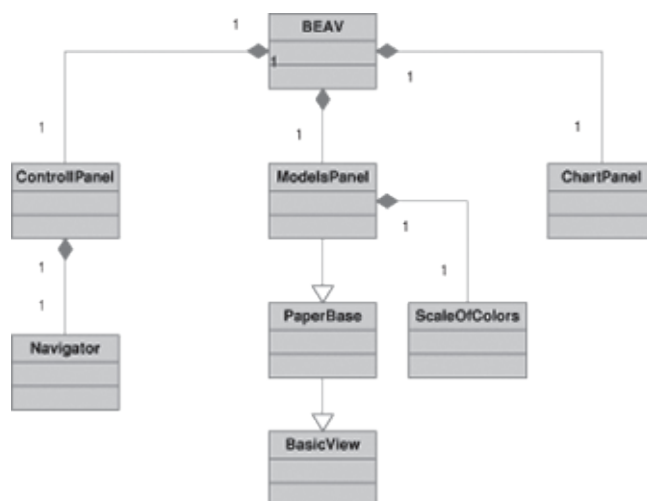 BEAV
1
1
1
1
1
1
ControllPanel
ModelsPanel
ChartPanel
1
1
1
1
ScaleOfColors
PaperBase
Navigator
BasicView